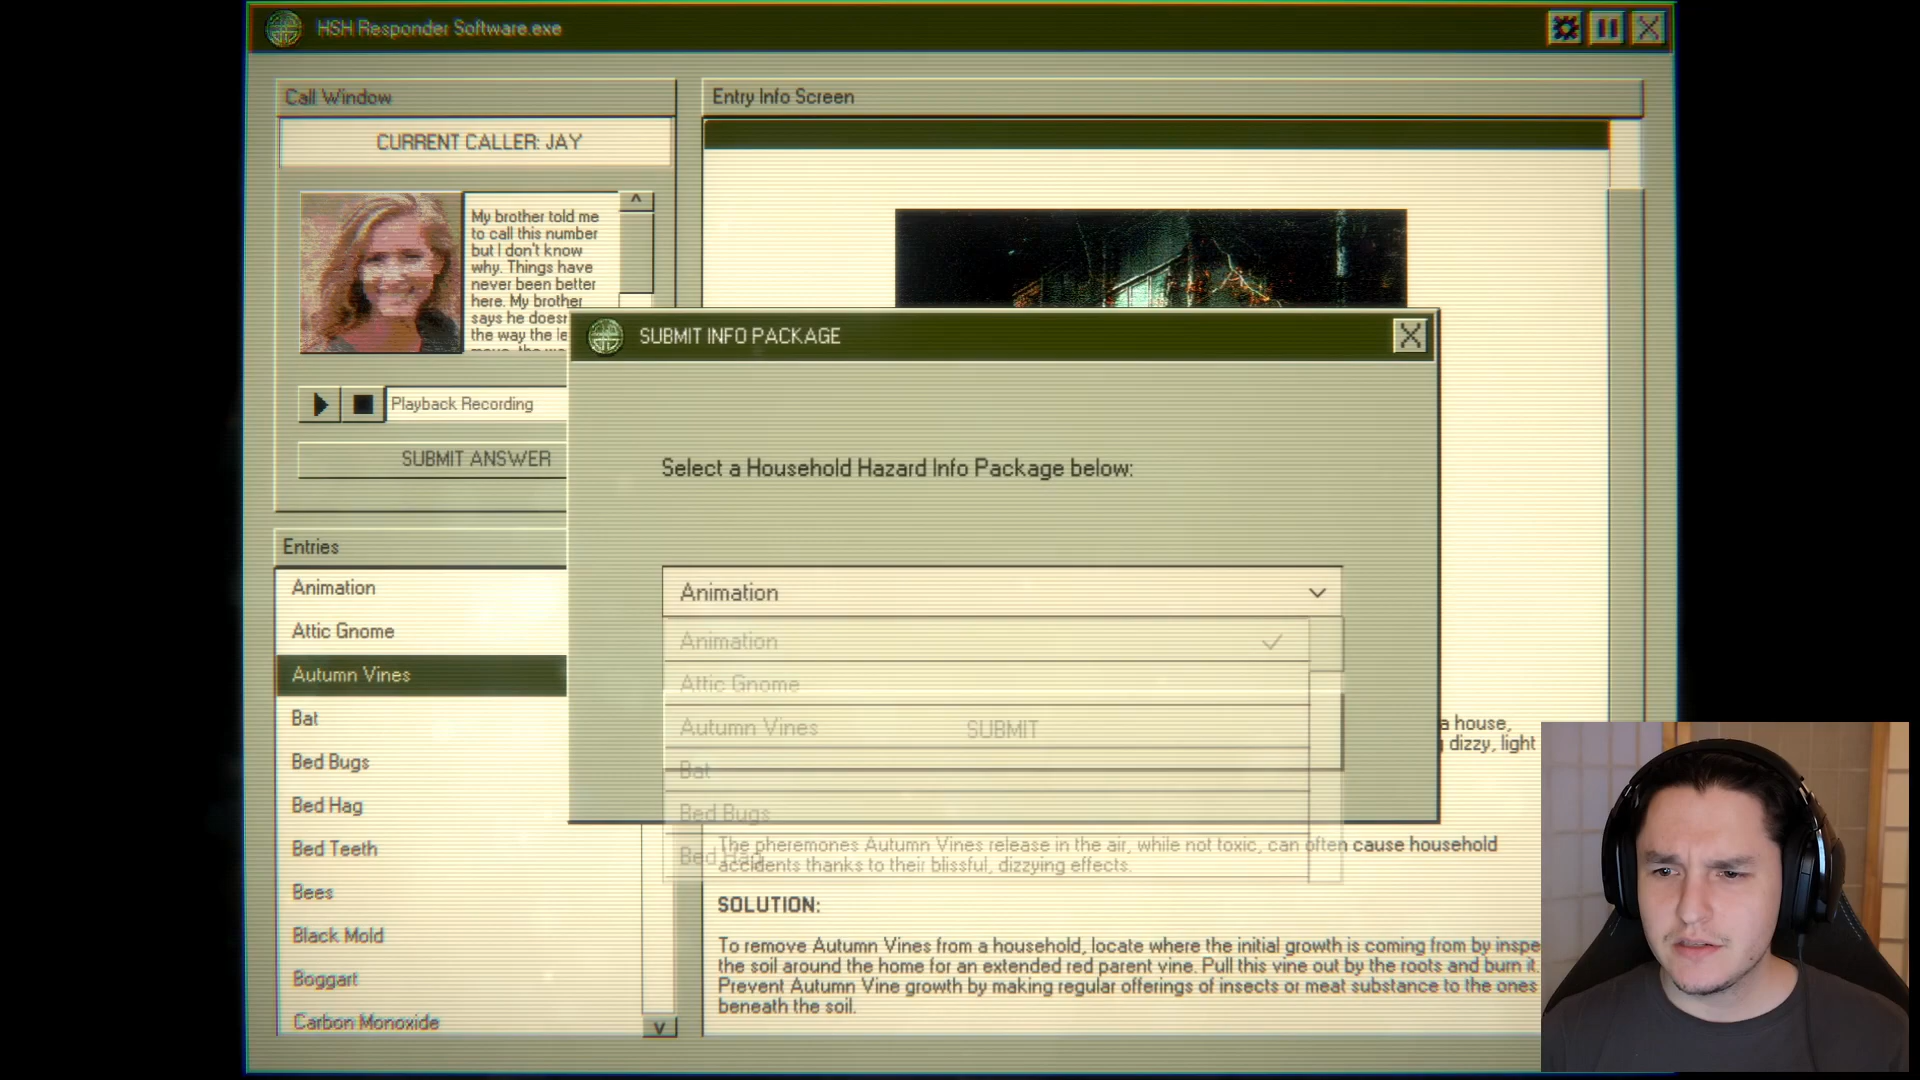 HSH Responder Software.exe
Call Window
CURRENT CALLER: JAY
My brother told me
to call this number
but I don't know
why. Things have
never been better
here. My brother
says he
the way the
Playback Recording
SUBMIT ANSWER
Entries
Animation
Attic Gnome
Autumn Vines
Bat
Bed Bugs
Bed Hag
Bed Teeth
Bees
Black Mold
Boggart
Carbon Monoxide
Entry Info Screen
SUBMIT INFO PACKAGE
Select a Household Hazard Info Package below:
Animation
Animation
Attic Gnome
Autumn Vines
SUBMIT
Bat
Bed Bugs
Bed Hag
a house,
dizzy, light
The pheremones Autumn Vines release in the air, while not toxic, can often cause household
accidents thanks to their blissful, dizzying effects.
SOLUTION:
To remove Autumn Vines from a household, locate where the initial growth is coming from by
the soil around the home for an extended red parent vine. Pull this vine out by the roots and burn it.
Prevent Autumn Vine growth by making regular offerings of insects or meat substance to the ones
beneath the soil.